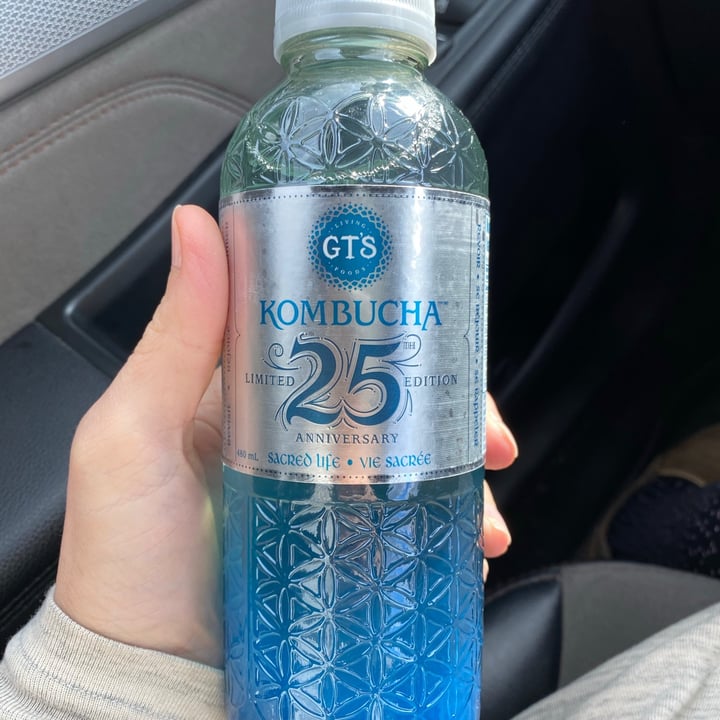 LIVING
GT'S
FOODS
KOMBUCHA™
25TH
LIMITED EDITION
ANNIVERSARY
480 mL SACRED LIFE • VIE SACRÉE